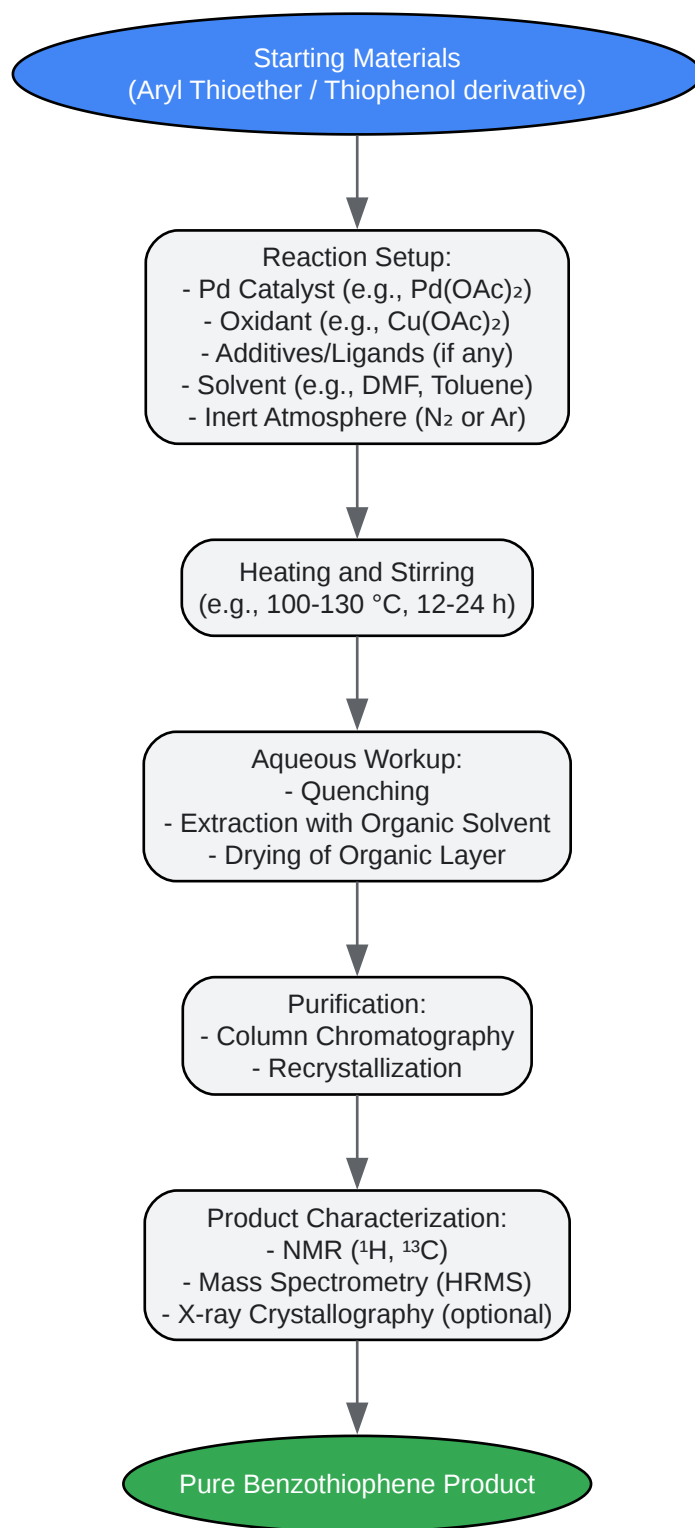 Starting Materials
(Aryl Thioether / Thiophenol derivative)
Reaction Setup:
- Pd Catalyst (e.g., Pd(OAc)₂)
- Oxidant (e.g., Cu(OAc)₂)
- Additives/Ligands (if any)
- Solvent (e.g., DMF, Toluene)
- Inert Atmosphere (N₂ or Ar)
Heating and Stirring
(e.g., 100-130 °C, 12-24 h)
Aqueous Workup:
- Quenching
- Extraction with Organic Solvent
- Drying of Organic Layer
Purification:
- Column Chromatography
- Recrystallization
Product Characterization:
- NMR (¹H, ¹³C)
- Mass Spectrometry (HRMS)
- X-ray Crystallography (optional)
Pure Benzothiophene Product